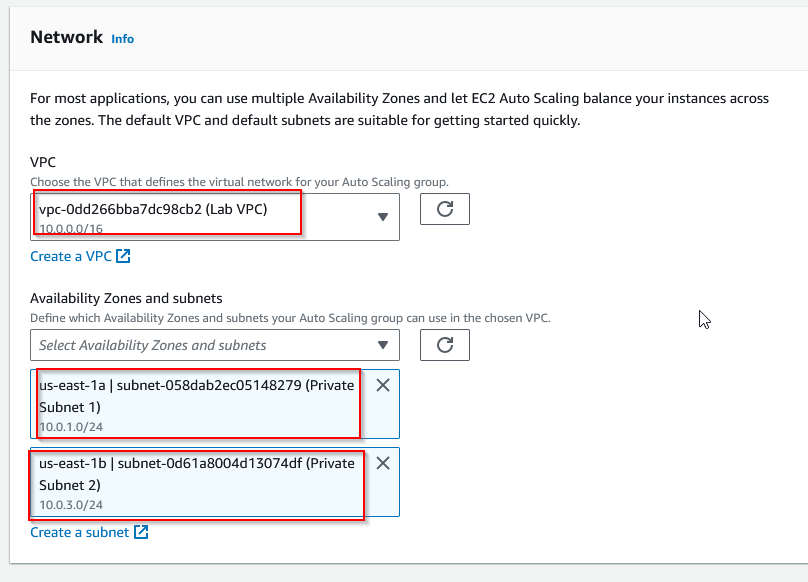 Network Info
For most applications, you can use multiple Availability Zones and let EC2 Auto Scaling balance your instances across
the zones. The default VPC and default subnets are suitable for getting started quickly.
VPC
Choose the VPC that defines the virtual network for your Auto Scaling group.
vpc-0dd266bba7dc98cb2 (Lab VPC)
10.0.0.0/16
Create a VPC
Availability Zones and subnets
Define which Availability Zones and subnets your Auto Scaling group can use in the chosen VPC.
Select Availability Zones and subnets
us-east-1a | subnet-058dab2ec05148279 (Private
Subnet 1)
10.0.1.0/24
us-east-1b | subnet-0d61a8004d13074df (Private
Subnet 2)
10.0.3.0/24
Create a subnet